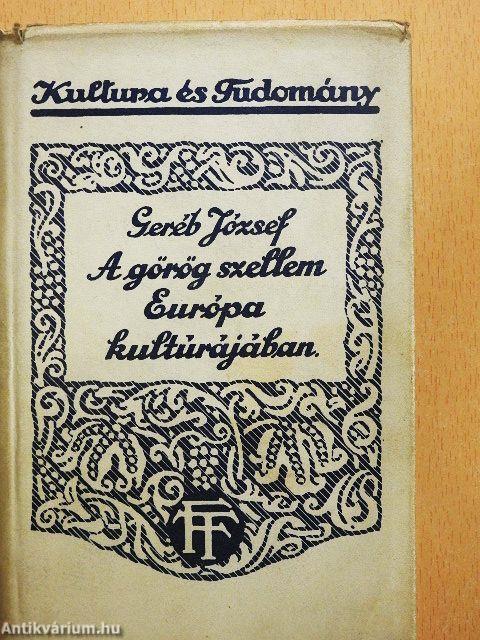 Kultura és Tudomány
Geréb József
A görög szellem
Európa
kultúrájában.
FT
Antikvárium.hu